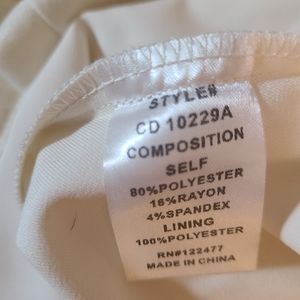 STYLE#
CD 10229A
COMPOSITION
SELF
80%POLYESTER
16%RAYON
4%SPANDEX
LINING
100%POLYESTER
RN#122477
MADE IN CHINA